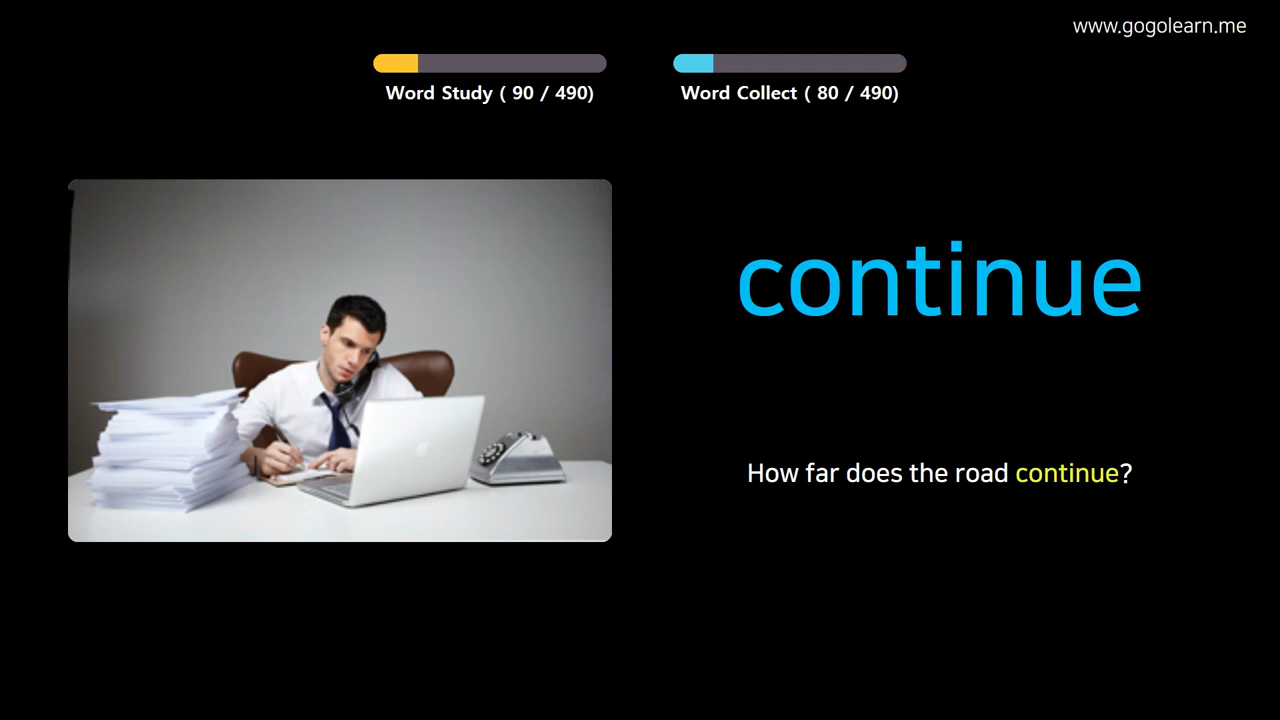 www.gogolearn.me
Word Study ( 90 / 490)
Word Collect ( 80 / 490)
continue
How far does the road continue?